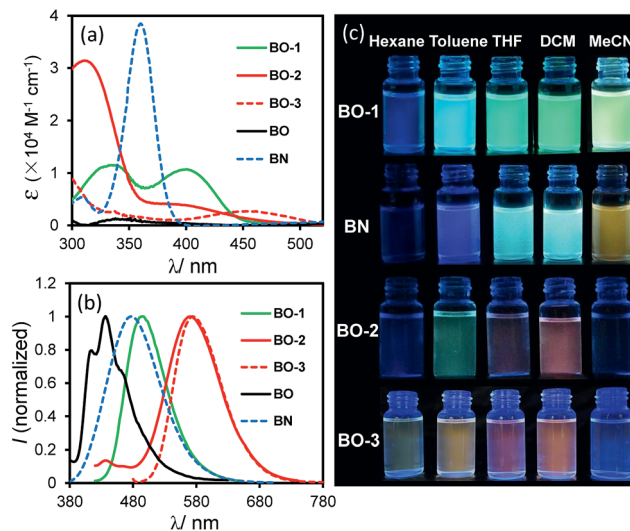 (a)
4
3
2
1
0
ε (×10⁴ M⁻¹ cm⁻¹)
BO-1
BO-2
BO-3
BO
BN
300 350 400 450 500
λ/ nm
(b)
1
0.8
0.6
0.4
0.2
0
I (normalized)
BO-1
BO-2
BO-3
BO
BN
380 480 580 680 780
λ/ nm
(c)
Hexane Toluene THF DCM MeCN
BO-1
BN
BO-2
BO-3